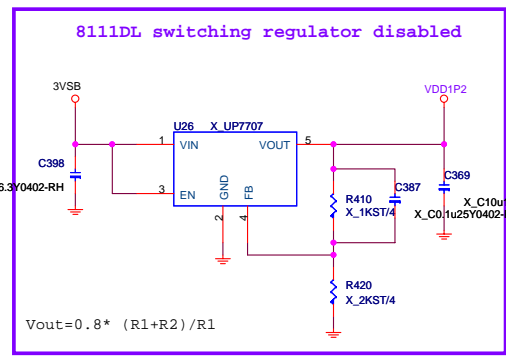 8111DL switching regulator disabled
3VSB
VDD1P2
U26 X_UP7707
1 VIN VOUT 5
C398
6.3Y0402-RH
3 EN GND FB
2 4
R410
X_1KST/4
C387
C369
X_C10u
X_C0.1u25Y0402-
R420
X_2KST/4
Vout=0.8* (R1+R2)/R1